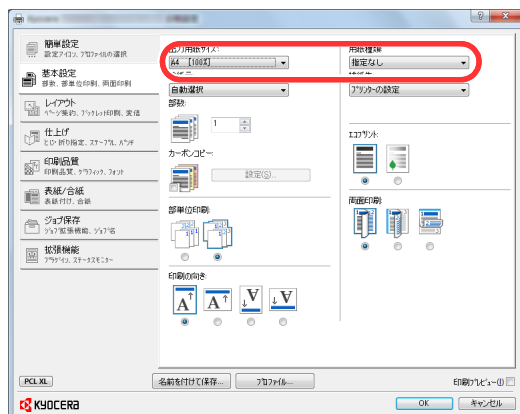 Kyocera
簡単設定
設定アイコン, プロファイルの選択
基本設定
部数, 部単位印刷, 両面印刷
レイアウト
ページ集約, ブックレット印刷, 変倍
仕上げ
とじ・折り指定, ステープル, パンチ
印刷品質
印刷品質, グラフィック, フォント
表紙/合紙
表紙付け, 合紙
ジョブ保存
ジョブ拡張機能, ジョブ名
拡張機能
プラグイン, ステータスモニター
出力用紙サイズ:
A4 [100%]
自動選択
部数:
1
カーボンコピー:
設定(S)...
部単位印刷:
印刷の向き:
A A A A
用紙種類:
指定なし
プリンターの設定
エコプリント:
両面印刷:
PCL XL
名前を付けて保存...
プロファイル...
印刷プレビュー(I)
KYOCERA
OK
キャンセル